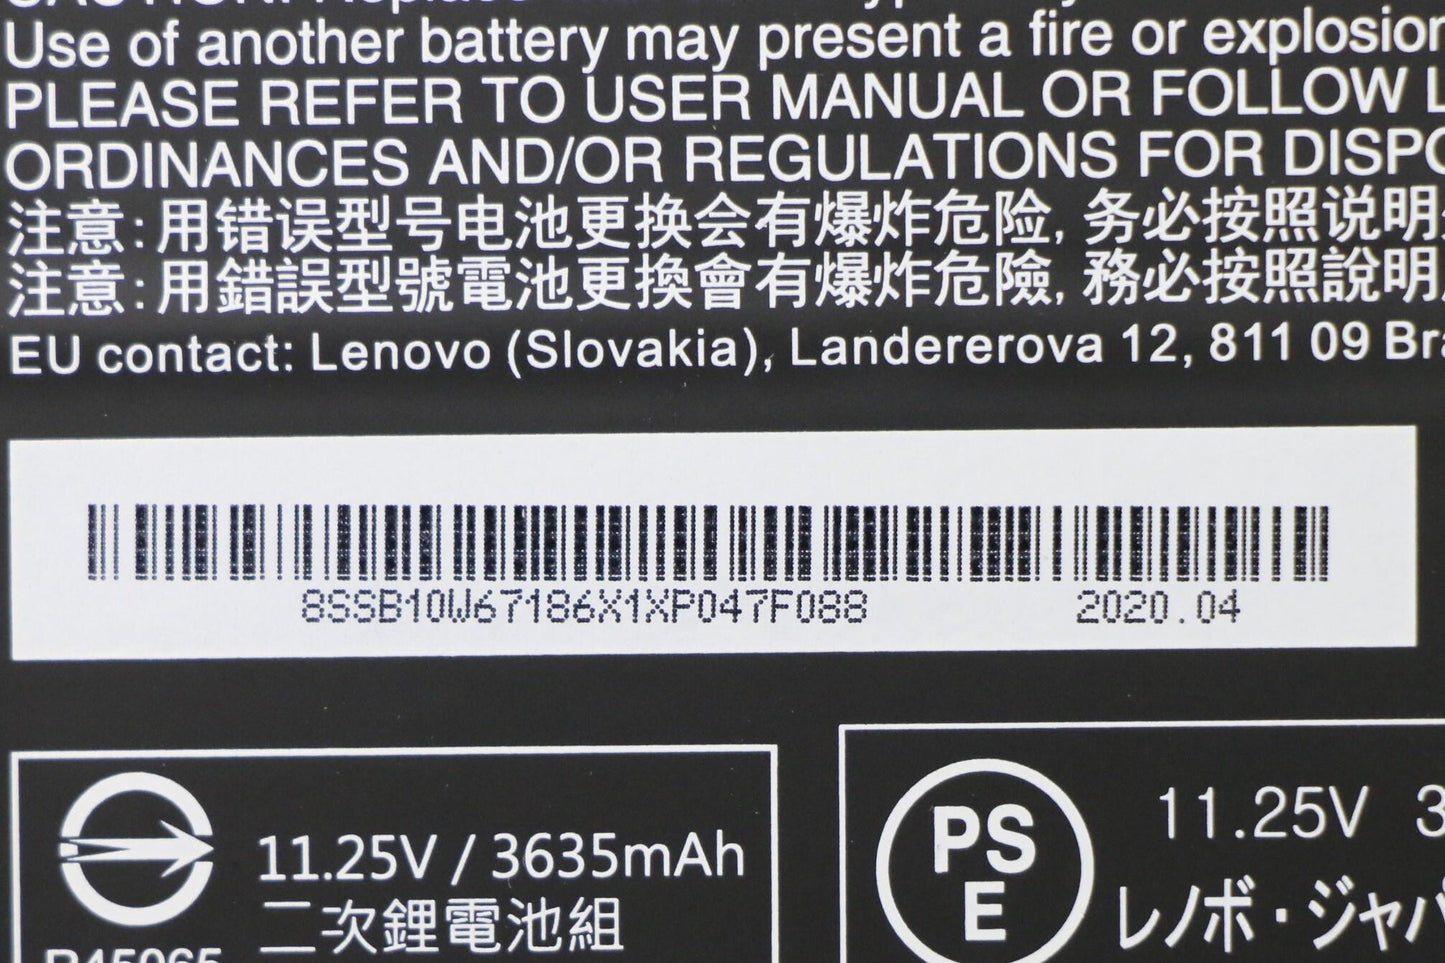 Use of another battery may present a fire or explosion
PLEASE REFER TO USER MANUAL OR FOLLOW L
ORDINANCES AND/OR REGULATIONS FOR DISPO
注意:用错误型号电池更换会有爆炸危险, 务必按照说明
注意:用錯誤型號電池更換會有爆炸危險, 務必按照說明
EU contact: Lenovo (Slovakia), Landererova 12, 811 09 Bra
8SSB10W67186X1XP047F088 2020.04
11.25V / 3635mAh
二次鋰電池組
R45965
PS
E
11.25V 3
レノボ・ジャパ